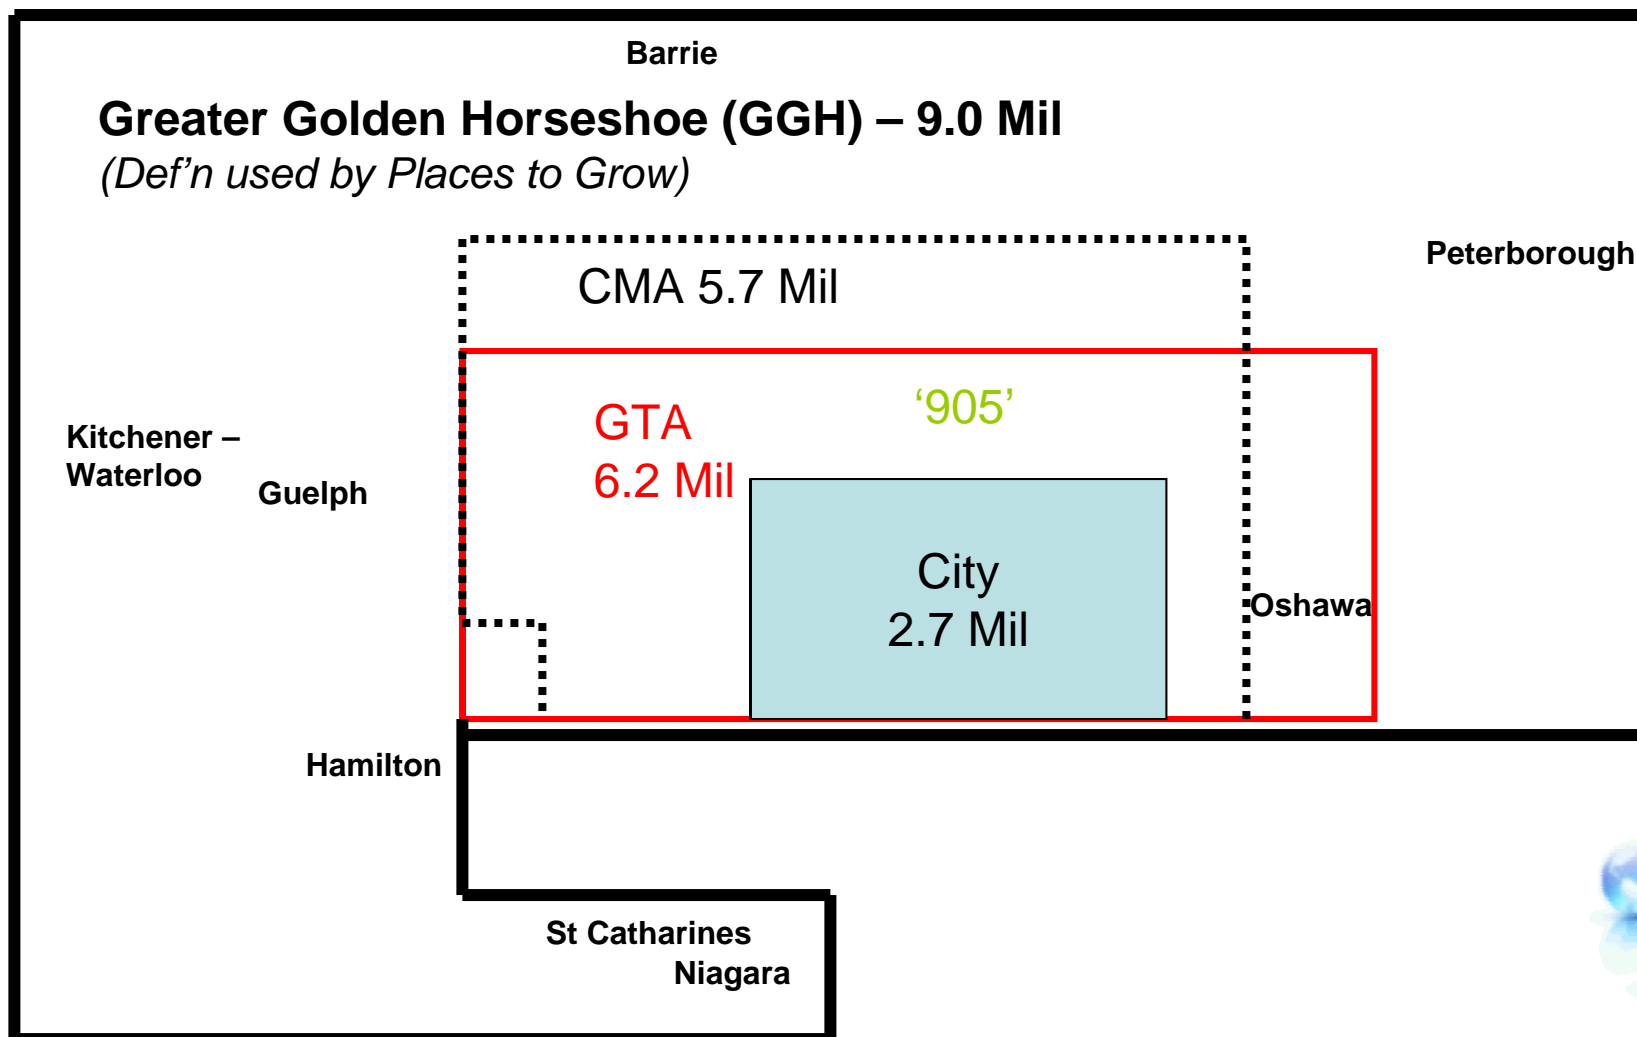 Barrie
Greater Golden Horseshoe (GGH) – 9.0 Mil
(Def’n used by Places to Grow)
Peterborough
CMA 5.7 Mil
‘905’
GTA
6.2 Mil
Kitchener –
Waterloo
Guelph
City
2.7 Mil
Oshawa
Hamilton
St Catharines
Niagara